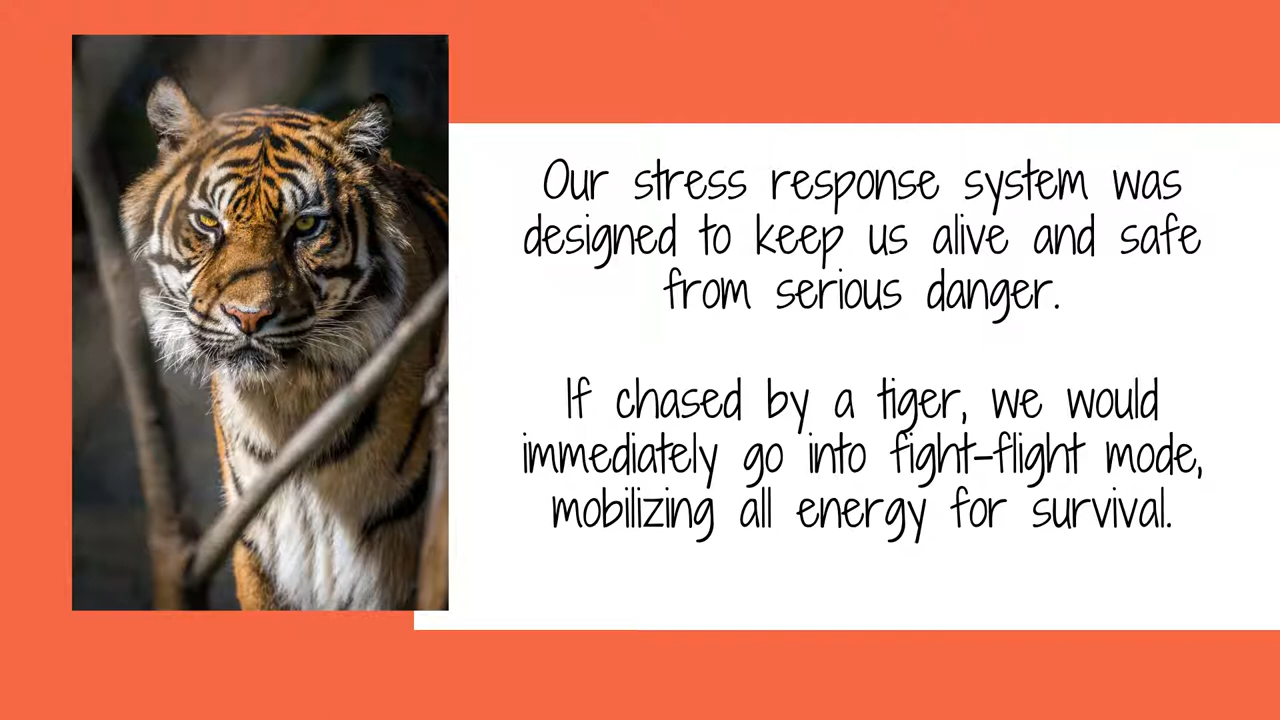 Our stress response system was
designed to keep us alive and safe
from serious danger.
If chased by a tiger, we would
immediately go into fight-flight mode,
mobilizing all energy for survival.